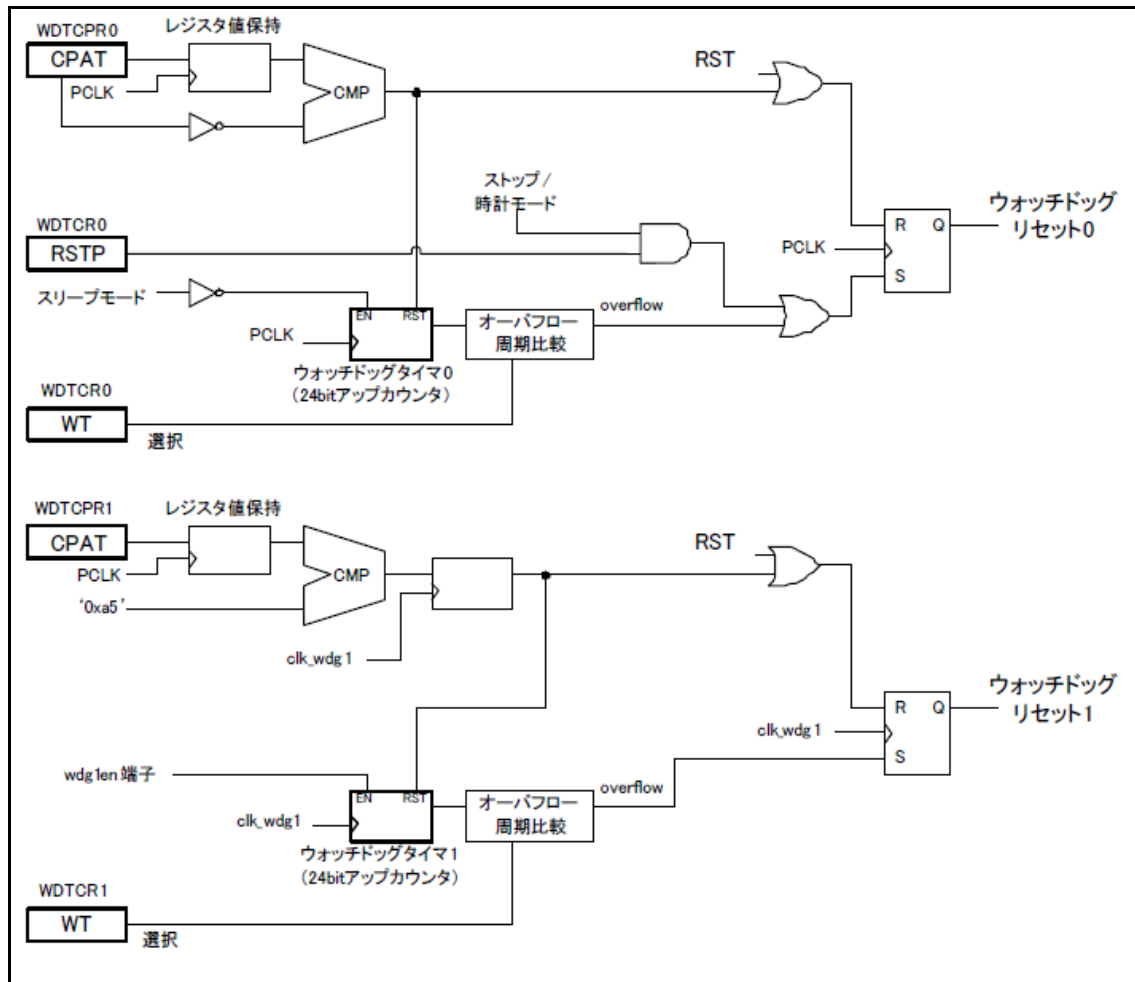 WDTCPR0
レジスタ値保持
CPAT
PCLK
CMP
RST
ストップ/
時計モード
ウォッチドッグ
リセット0
R Q
PCLK
S
WDTCR0
RSTP
スリープモード
EN RST
PCLK
オーバフロー
周期比較
overflow
ウォッチドッグタイマ0
(24bitアップカウンタ)
WDTCR0
WT
選択
WDTCPR1
レジスタ値保持
CPAT
PCLK
CMP
'0xa5'
clk_wdg1
RST
ウォッチドッグ
リセット1
R Q
clk_wdg1
S
wdg1en 端子
EN RST
clk_wdg1
オーバフロー
周期比較
overflow
ウォッチドッグタイマ1
(24bitアップカウンタ)
WDTCR1
WT
選択